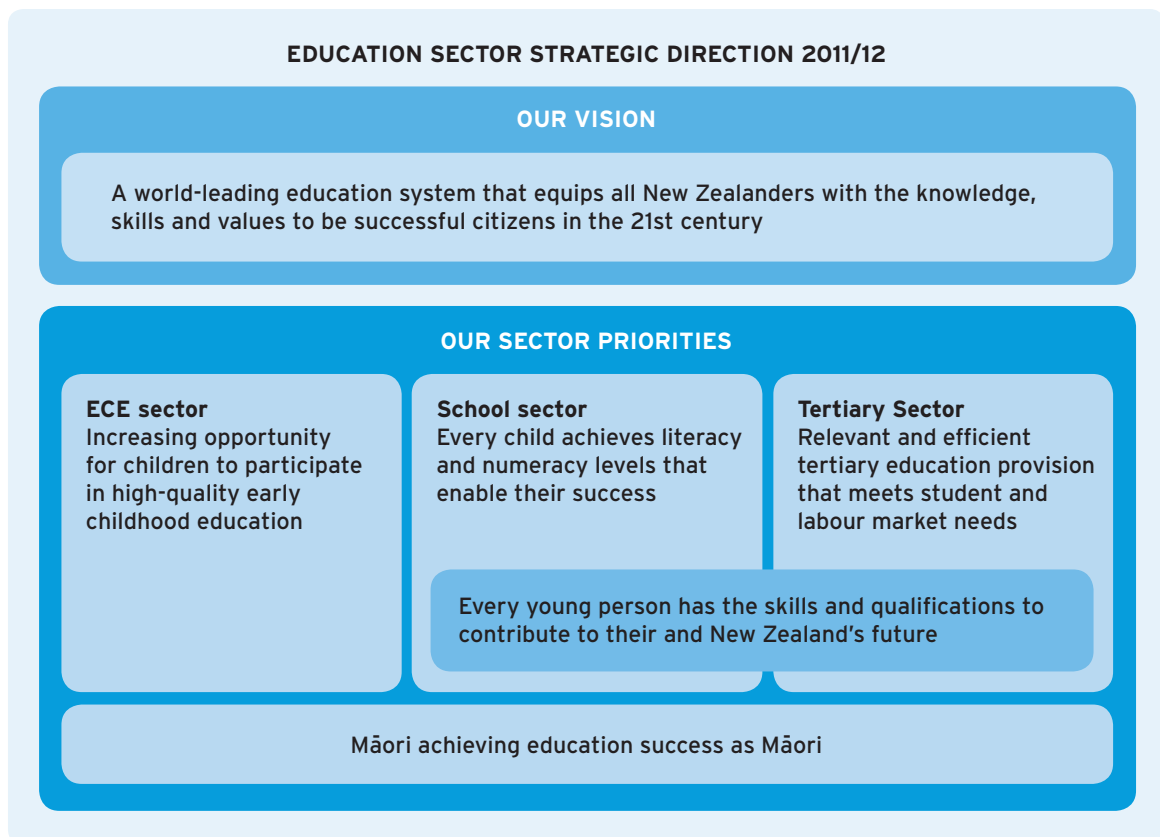 EDUCATION SECTOR STRATEGIC DIRECTION 2011/12
OUR VISION
A world-leading education system that equips all New Zealanders with the knowledge,
skills and values to be successful citizens in the 21st century
OUR SECTOR PRIORITIES
ECE sector
Increasing opportunity
for children to participate
in high-quality early
childhood education
School sector
Every child achieves literacy
and numeracy levels that
enable their success
Tertiary Sector
Relevant and efficient
tertiary education provision
that meets student and
labour market needs
Every young person has the skills and qualifications to
contribute to their and New Zealand’s future
Māori achieving education success as Māori